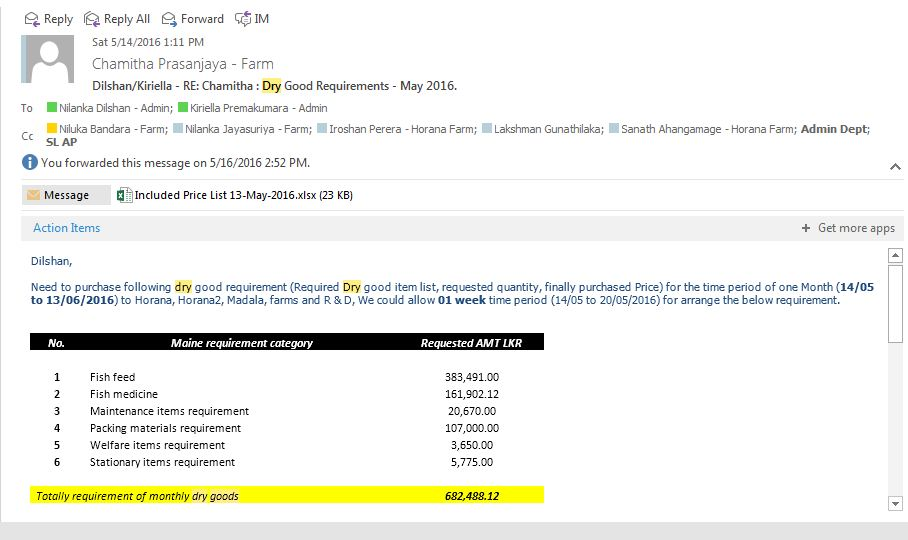 Reply Reply All Forward IM
Sat 5/14/2016 1:11 PM
Chamitha Prasanjaya - Farm
Dilshan/Kiriella - RE: Chamitha : Dry Good Requirements - May 2016.
To Nilanka Dilshan - Admin; Kiriella Premakumara - Admin
Cc Niluka Bandara - Farm; Nilanka Jayasuriya - Farm; Iroshan Perera - Horana Farm; Lakshman Gunathilaka; Sanath Ahangamage - Horana Farm; Admin Dept;
SL AP
You forwarded this message on 5/16/2016 2:52 PM.
Message Included Price List 13-May-2016.xlsx (23 KB)
Action Items + Get more apps
Dilshan,
Need to purchase following dry good requirement (Required Dry good item list, requested quantity, finally purchased Price) for the time period of one Month (14/05
to 13/06/2016) to Horana, Horana2, Madala, farms and R & D, We could allow 01 week time period (14/05 to 20/05/2016) for arrange the below requirement.
No. Maine requirement category Requested AMT LKR
1 Fish feed 383,491.00
2 Fish medicine 161,902.12
3 Maintenance items requirement 20,670.00
4 Packing materials requirement 107,000.00
5 Welfare items requirement 3,650.00
6 Stationary items requirement 5,775.00
Totally requirement of monthly dry goods 682,488.12